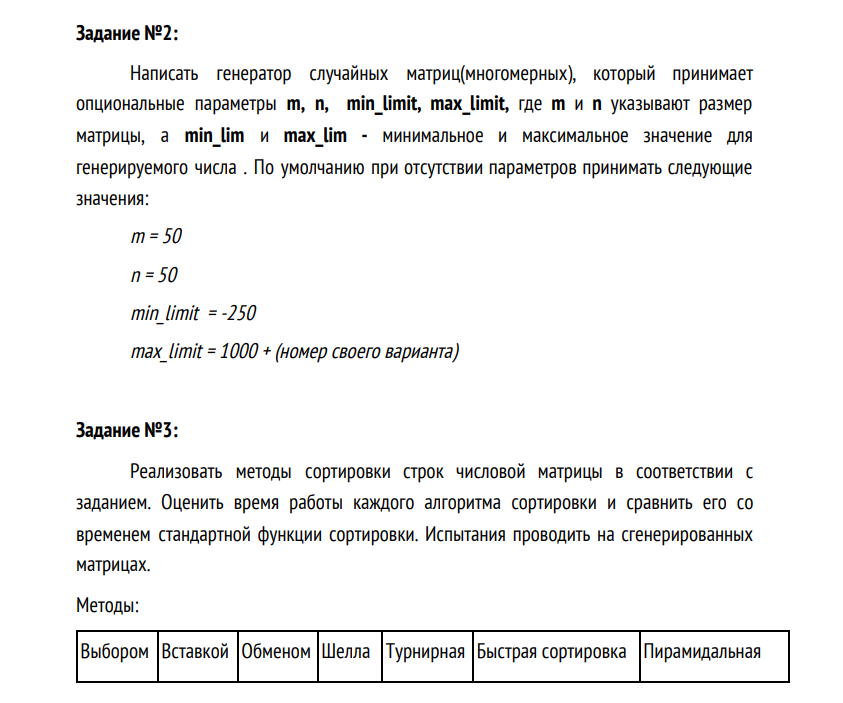 Задание №2:
Написать генератор случайных матриц(многомерных), который принимает
опциональные параметры m, n, min_limit, max_limit, где m и n указывают размер
матрицы, а min_lim и max_lim - минимальное и максимальное значение для
генерируемого числа . По умолчанию при отсутствии параметров принимать следующие
значения:
m = 50
n = 50
min_limit = -250
max_limit = 1000 + (номер своего варианта)
Задание №3:
Реализовать методы сортировки строк числовой матрицы в соответствии с
заданием. Оценить время работы каждого алгоритма сортировки и сравнить его со
временем стандартной функции сортировки. Испытания проводить на сгенерированных
матрицах.
Методы:
Выбором Вставкой Обменом Шелла Турнирная Быстрая сортировка Пирамидальная